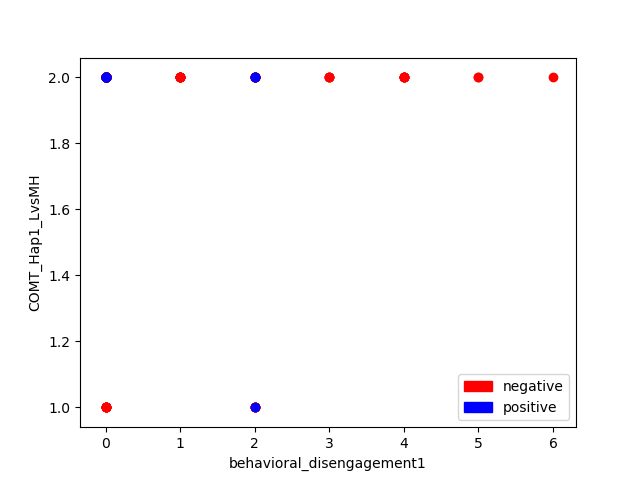 2.0
1.8
1.6
1.4
1.2
1.0
COMT_Hap1_LvsMH
0 1 2 3 4 5 6
behavioral_disengagement1
negative
positive